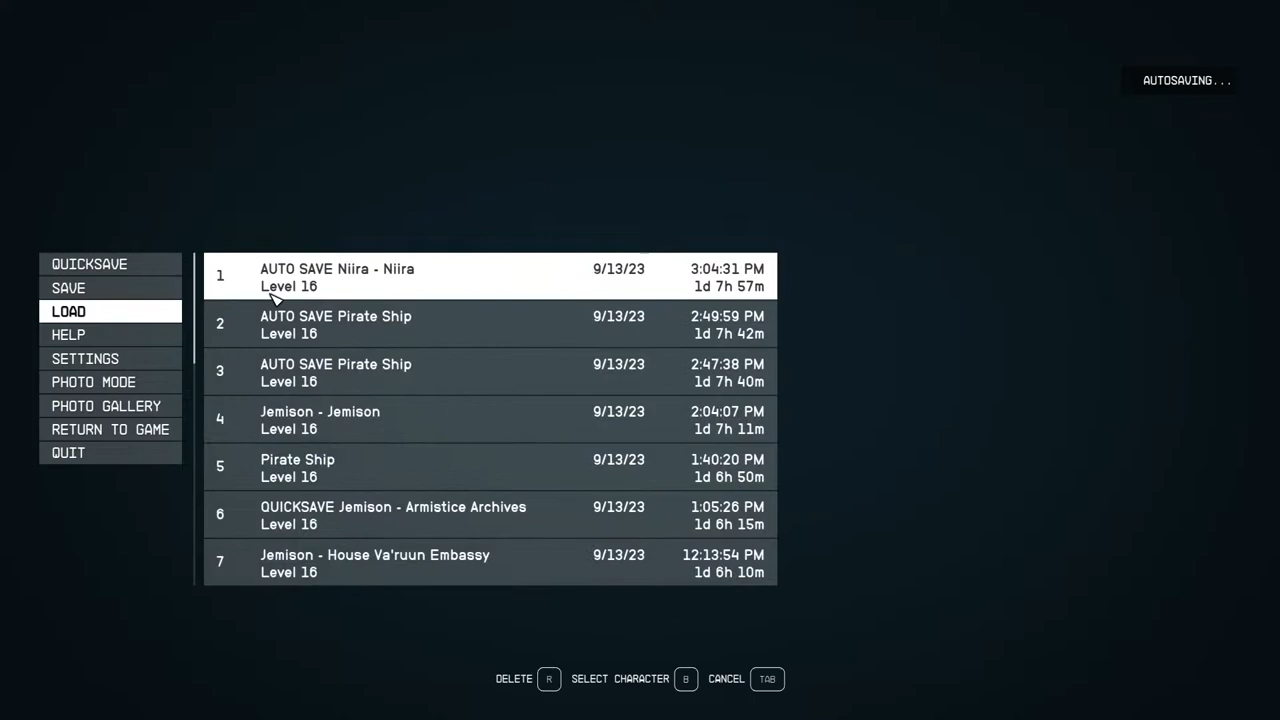 AUTOSAVING...
QUICKSAVE
SAVE
LOAD
HELP
SETTINGS
PHOTO MODE
PHOTO GALLERY
RETURN TO GAME
QUIT
1 AUTO SAVE Niira - Niira 9/13/23 3:04:31 PM
Level 16 1d 7h 57m
2 AUTO SAVE Pirate Ship 9/13/23 2:49:59 PM
Level 16 1d 7h 42m
3 AUTO SAVE Pirate Ship 9/13/23 2:47:38 PM
Level 16 1d 7h 40m
4 Jemison - Jemison 9/13/23 2:04:07 PM
Level 16 1d 7h 11m
5 Pirate Ship 9/13/23 1:40:20 PM
Level 16 1d 6h 50m
6 QUICKSAVE Jemison - Armistice Archives 9/13/23 1:05:26 PM
Level 16 1d 6h 15m
7 Jemison - House Va'ruun Embassy 9/13/23 12:13:54 PM
Level 16 1d 6h 10m
DELETE R SELECT CHARACTER B CANCEL TAB